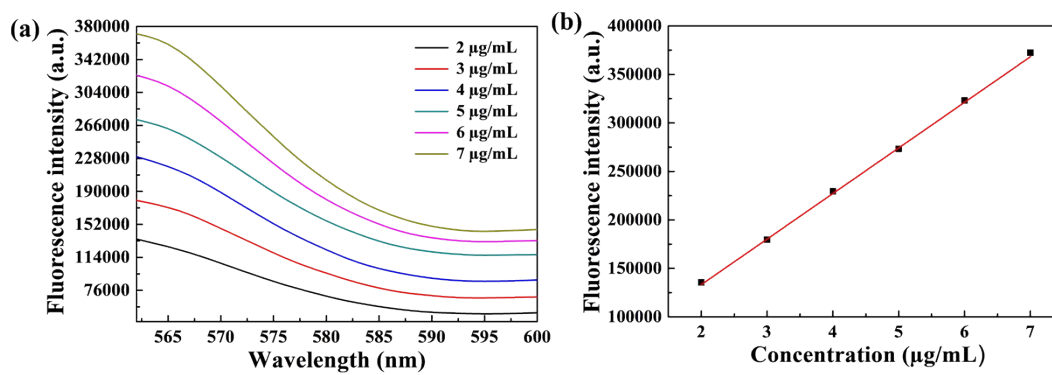 (a)
Fluorescence intensity (a.u.)
380000
342000
304000
266000
228000
190000
152000
114000
76000
2 µg/mL
3 µg/mL
4 µg/mL
5 µg/mL
6 µg/mL
7 µg/mL
565 570 575 580 585 590 595 600
Wavelength (nm)
(b)
Fluorescence intensity (a.u.)
400000
350000
300000
250000
200000
150000
100000
2 3 4 5 6 7
Concentration (µg/mL)